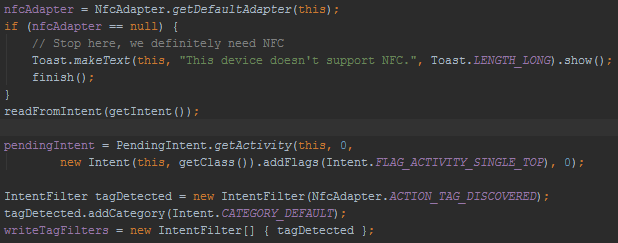 nfcAdapter = NfcAdapter.getDefaultAdapter(this);
if (nfcAdapter == null) {
    // Stop here, we definitely need NFC
    Toast.makeText(this, "This device doesn't support NFC.", Toast.LENGTH_LONG).show();
    finish();
}
readFromIntent(getIntent());

pendingIntent = PendingIntent.getActivity(this, 0,
        new Intent(this, getClass()).addFlags(Intent.FLAG_ACTIVITY_SINGLE_TOP), 0);

IntentFilter tagDetected = new IntentFilter(NfcAdapter.ACTION_TAG_DISCOVERED);
tagDetected.addCategory(Intent.CATEGORY_DEFAULT);
writeTagFilters = new IntentFilter[] { tagDetected };